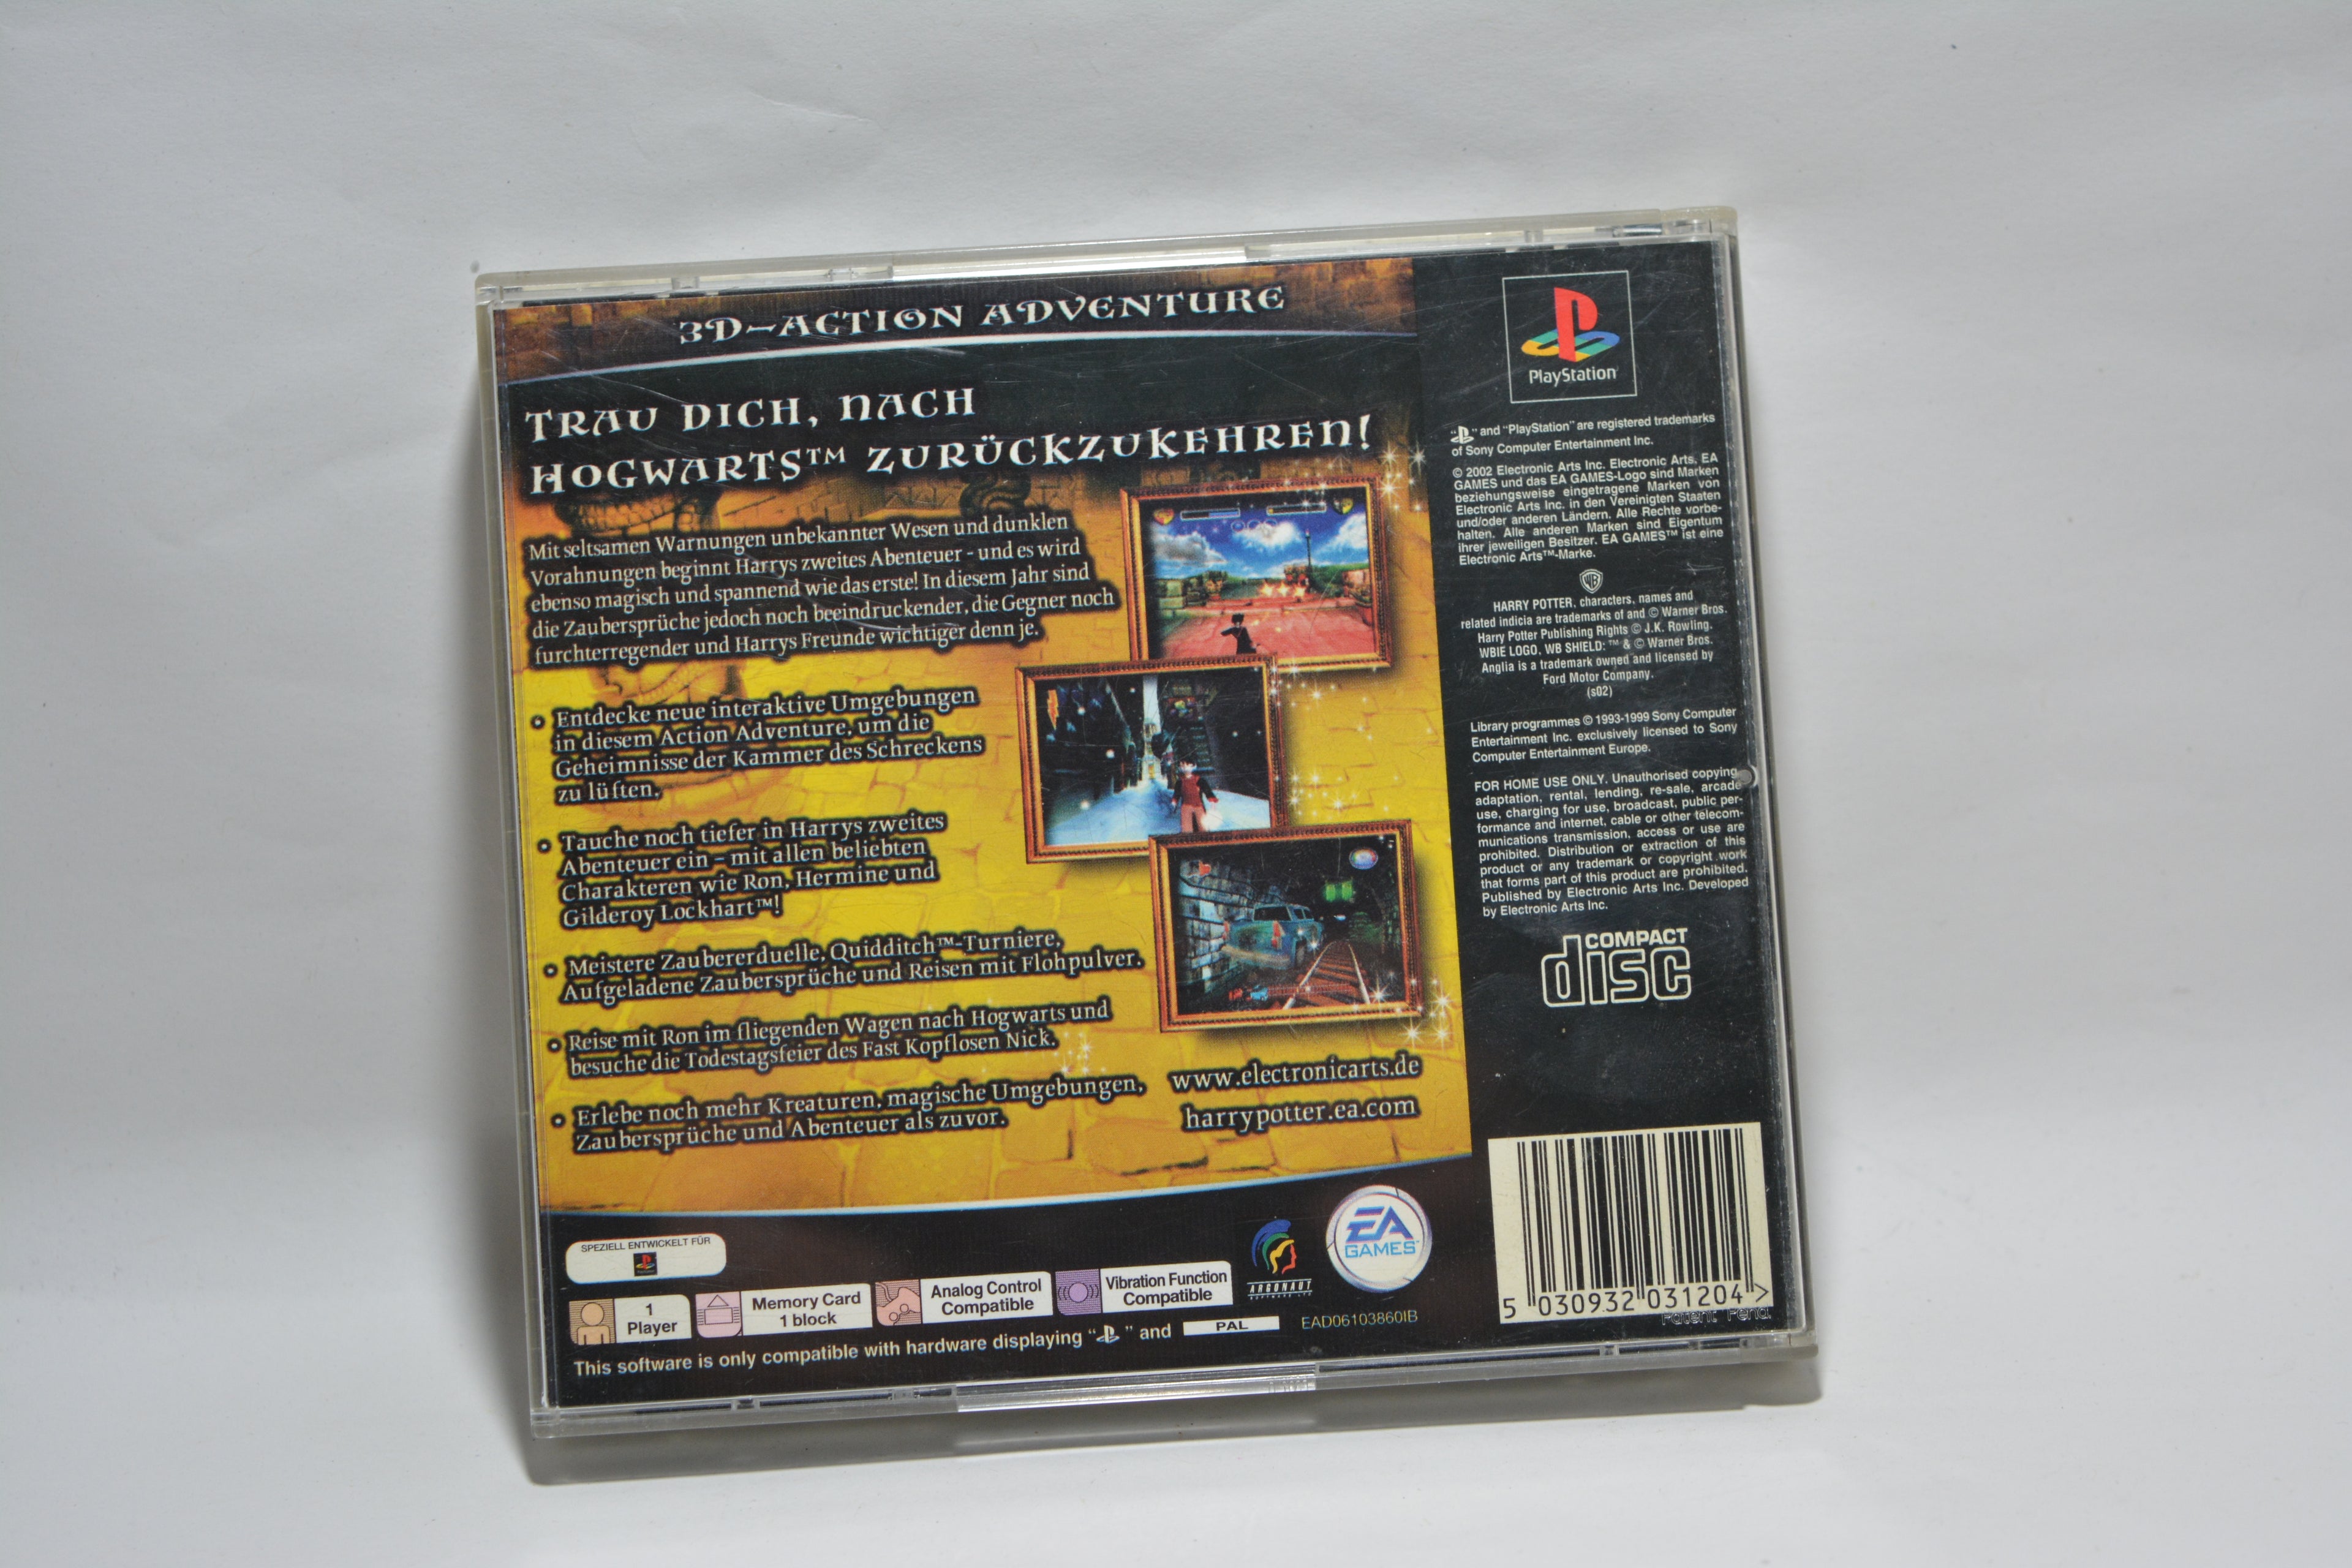 3D-ACTION ADVENTURE
TRAU DICH, NACH
HOGWARTS™ ZURÜCKZUKEHREN!
Mit seltsamen Warnungen unbekannter Wesen und dunklen
Vorahnungen beginnt Harrys zweites Abenteuer - und es wird
ebenso magisch und spannend wie das erste! In diesem Jahr sind
die Zaubersprüche jedoch noch beeindruckender, die Gegner noch
furchterregender und Harrys Freunde wichtiger denn je.
• Entdecke neue interaktive Umgebungen
in diesem Action Adventure, um die
Geheimnisse der Kammer des Schreckens
zu lüften.
• Tauche noch tiefer in Harrys zweites
Abenteuer ein – mit allen beliebten
Charakteren wie Ron, Hermine und
Gilderoy Lockhart™!
• Meistere Zaubererduelle, Quidditch™-Turniere,
Aufgeladene Zaubersprüche und Reisen mit Flohpulver.
• Reise mit Ron im fliegenden Wagen nach Hogwarts und
besuche die Todestagsfeier des Fast Kopflosen Nick.
• Erlebe noch mehr Kreaturen, magische Umgebungen,
Zaubersprüche und Abenteuer als zuvor.
www.electronicarts.de
harrypotter.ea.com
SPEZIELL ENTWICKELT FÜR
1
Player
Memory Card
1 block
Analog Control
Compatible
Vibration Function
Compatible
ARGONAUT
SOFTWARE LTD
EA
GAMES
This software is only compatible with hardware displaying " " and PAL
EAD06103860IB
PlayStation
" " and "PlayStation" are registered trademarks
of Sony Computer Entertainment Inc.
© 2002 Electronic Arts Inc. Electronic Arts, EA
GAMES und das EA GAMES-Logo sind Marken
beziehungsweise eingetragene Marken von
Electronic Arts Inc. in den Vereinigten Staaten
und/oder anderen Ländern. Alle Rechte vorbe-
halten. Alle anderen Marken sind Eigentum
ihrer jeweiligen Besitzer. EA GAMES™ ist eine
Electronic Arts™-Marke.
WB
HARRY POTTER, characters, names and
related indicia are trademarks of and © Warner Bros.
Harry Potter Publishing Rights © J.K. Rowling.
WBIE LOGO, WB SHIELD: ™ & © Warner Bros.
Anglia is a trademark owned and licensed by
Ford Motor Company.
(s02)
Library programmes © 1993-1999 Sony Computer
Entertainment Inc. exclusively licensed to Sony
Computer Entertainment Europe.
FOR HOME USE ONLY. Unauthorised copying,
adaptation, rental, lending, re-sale, arcade
use, charging for use, broadcast, public per-
formance and internet, cable or other telecom-
munications transmission, access or use are
prohibited. Distribution or extraction of this
product or any trademark or copyright work
that forms part of this product are prohibited.
Published by Electronic Arts Inc. Developed
by Electronic Arts Inc.
COMPACT
disc
5 030932 031204 >
Patent Pend.